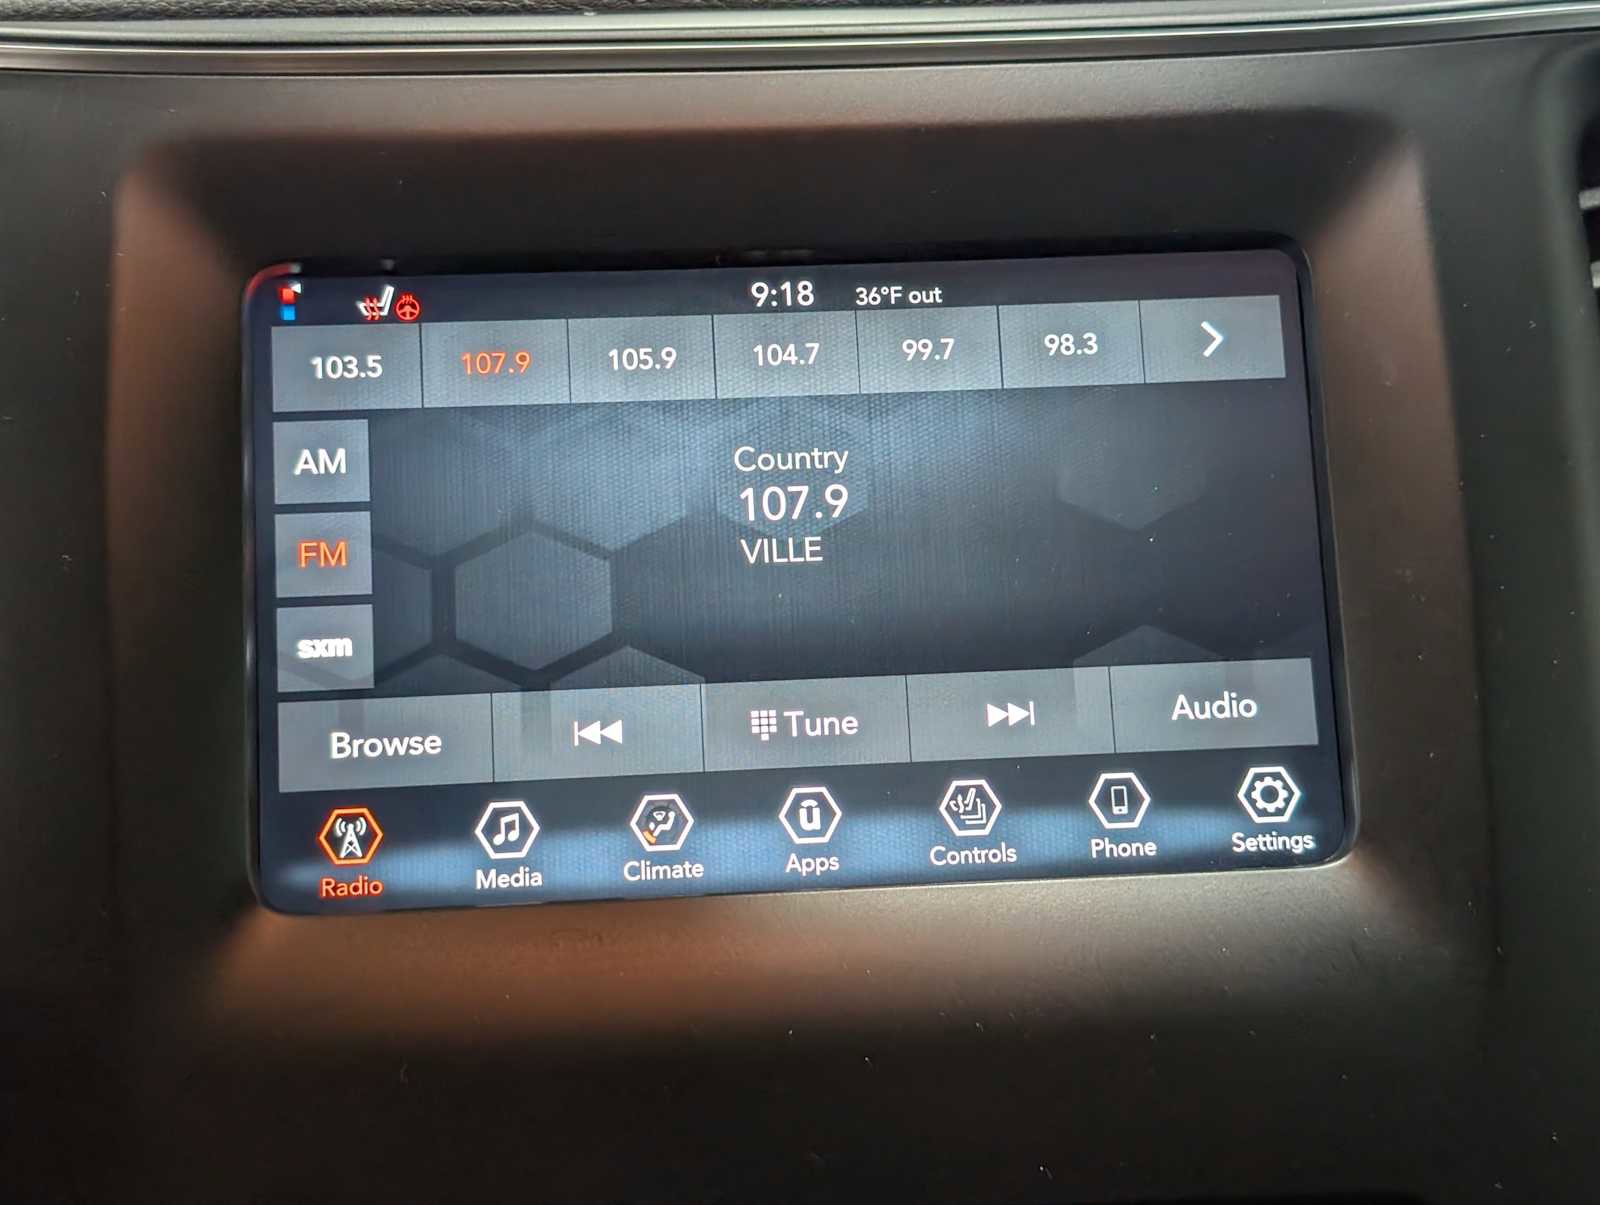 9:18 36°F out
103.5 107.9 105.9 104.7 99.7 98.3
AM
Country
107.9
VILLE
FM
sxm
Browse Tune Audio
Radio Media Climate Apps Controls Phone Settings